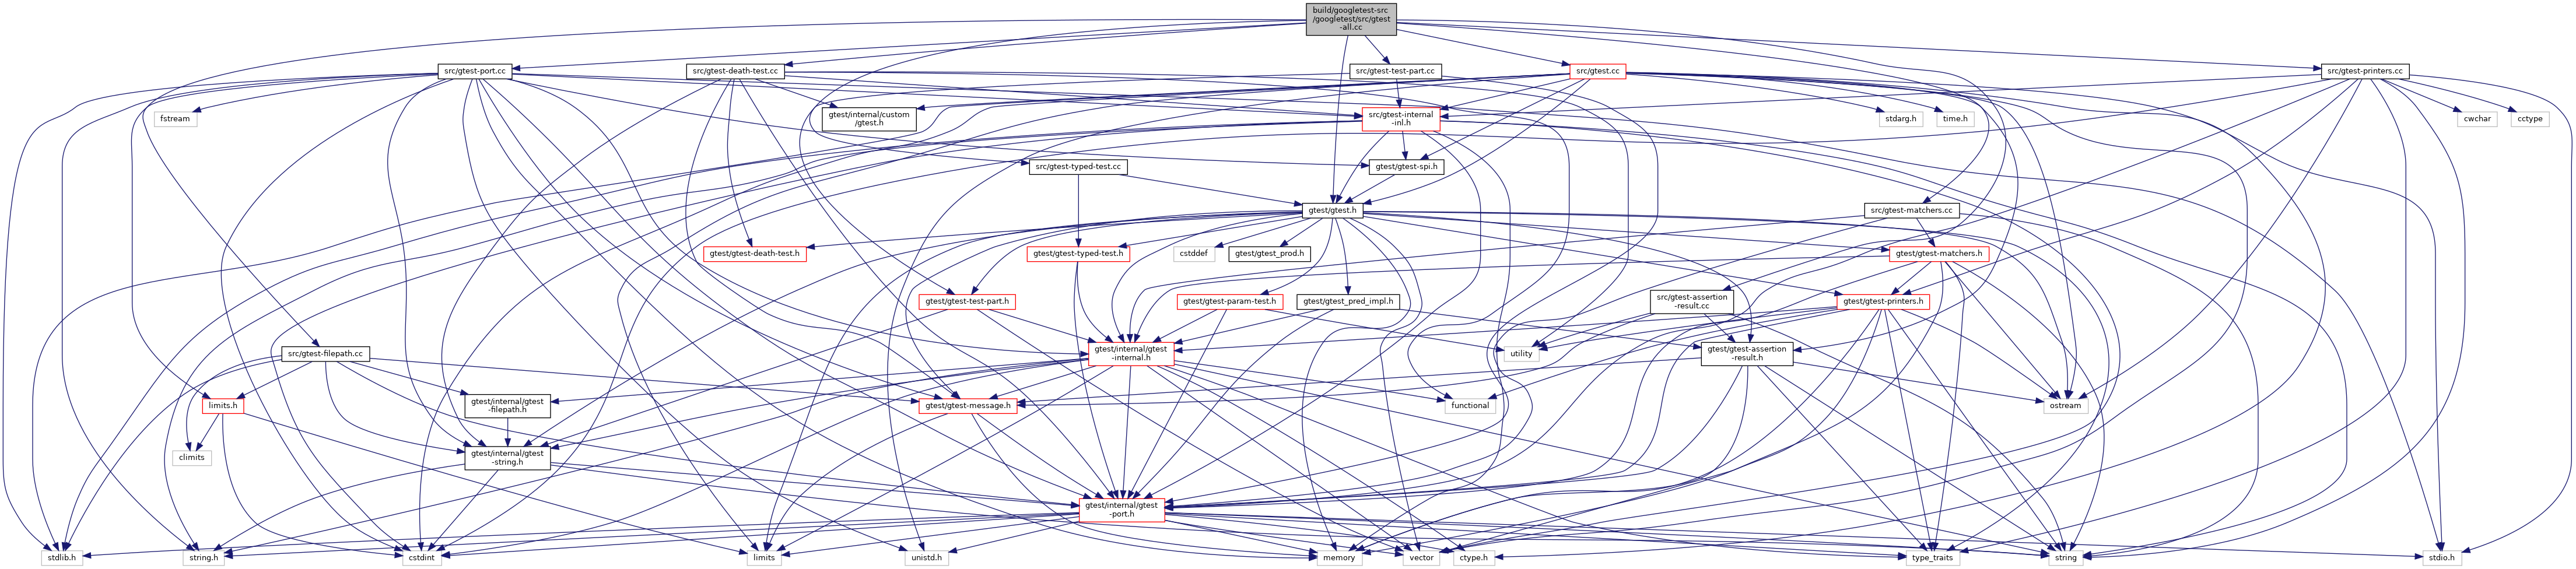 build/googletest-src
/googletest/src/gtest
-all.cc
src/gtest-port.cc
src/gtest-death-test.cc
src/gtest-test-part.cc
src/gtest.cc
src/gtest-printers.cc
fstream
gtest/internal/custom
/gtest.h
src/gtest-internal
-inl.h
stdarg.h
time.h
cwchar
cctype
src/gtest-typed-test.cc
gtest/gtest-spi.h
gtest/gtest.h
src/gtest-matchers.cc
gtest/gtest-death-test.h
gtest/gtest-typed-test.h
cstddef
gtest/gtest_prod.h
gtest/gtest-matchers.h
gtest/gtest-test-part.h
gtest/gtest-param-test.h
gtest/gtest_pred_impl.h
src/gtest-assertion
-result.cc
gtest/gtest-printers.h
src/gtest-filepath.cc
gtest/internal/gtest
-internal.h
utility
gtest/gtest-assertion
-result.h
limits.h
gtest/internal/gtest
-filepath.h
gtest/gtest-message.h
functional
ostream
climits
gtest/internal/gtest
-string.h
gtest/internal/gtest
-port.h
stdlib.h
string.h
cstdint
limits
unistd.h
memory
vector
ctype.h
type_traits
string
stdio.h